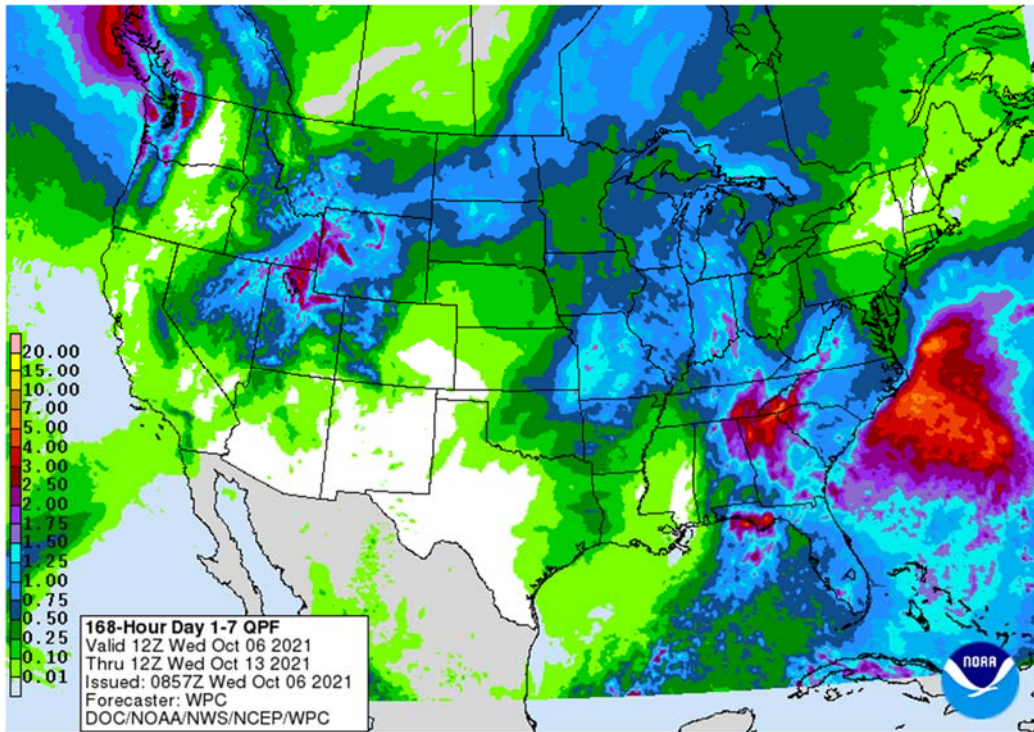 20.00
15.00
10.00
7.00
5.00
4.00
3.00
2.50
2.00
1.75
1.50
1.25
1.00
0.75
0.50
0.25
0.10
0.01
168-Hour Day 1-7 QPF
Valid 12Z Wed Oct 06 2021
Thru 12Z Wed Oct 13 2021
Issued: 0857Z Wed Oct 06 2021
Forecaster: WPC
DOC/NOAA/NWS/NCEP/WPC
NOAA